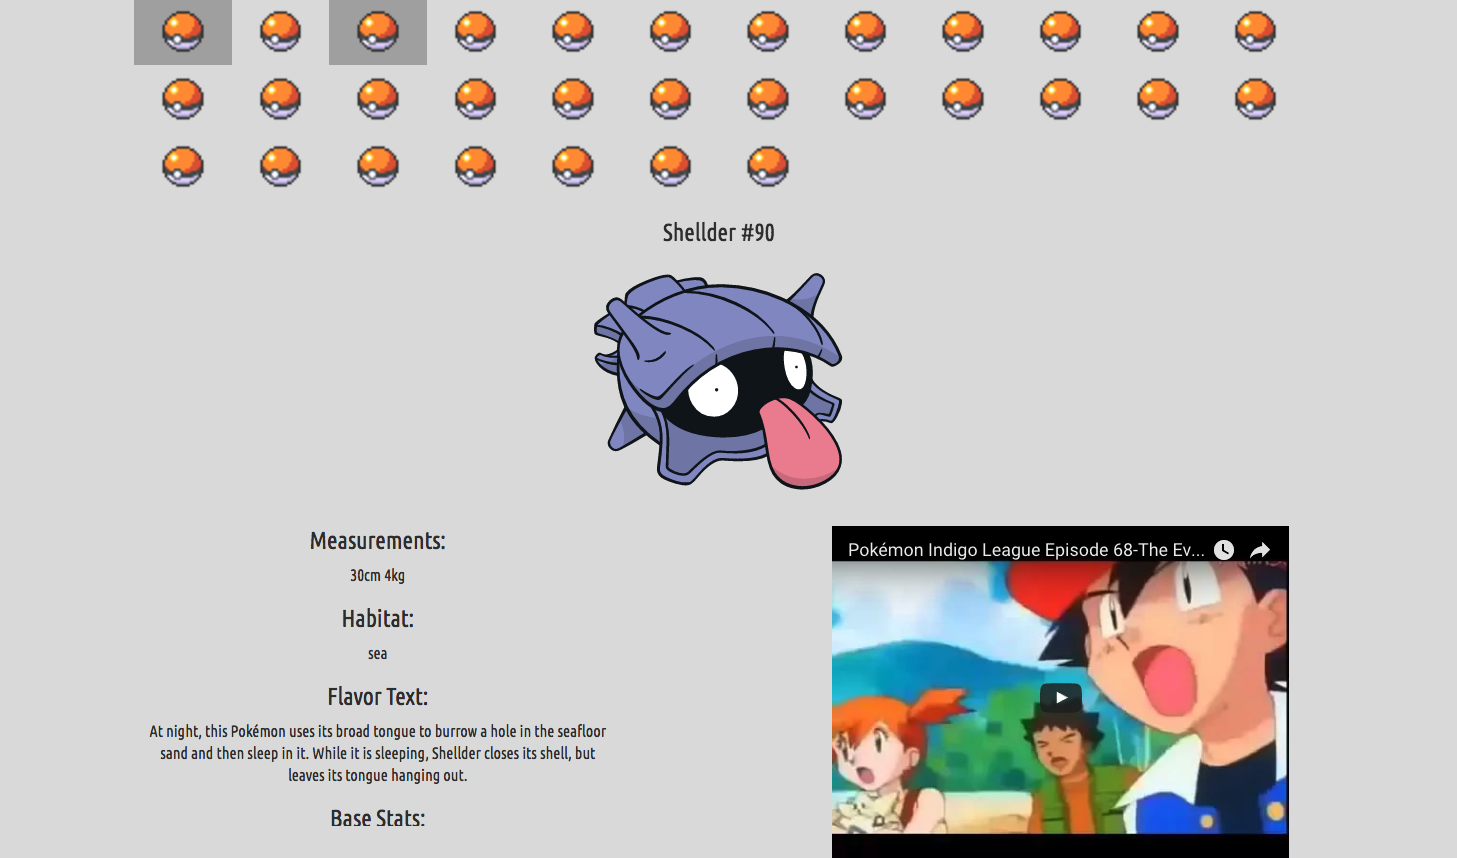 Shellder #90
Measurements:
30cm 4kg
Habitat:
sea
Flavor Text:
At night, this Pokémon uses its broad tongue to burrow a hole in the seafloor
sand and then sleep in it. While it is sleeping, Shellder closes its shell, but
leaves its tongue hanging out.
Base Stats:
Pokémon Indigo League Episode 68-The Ev...